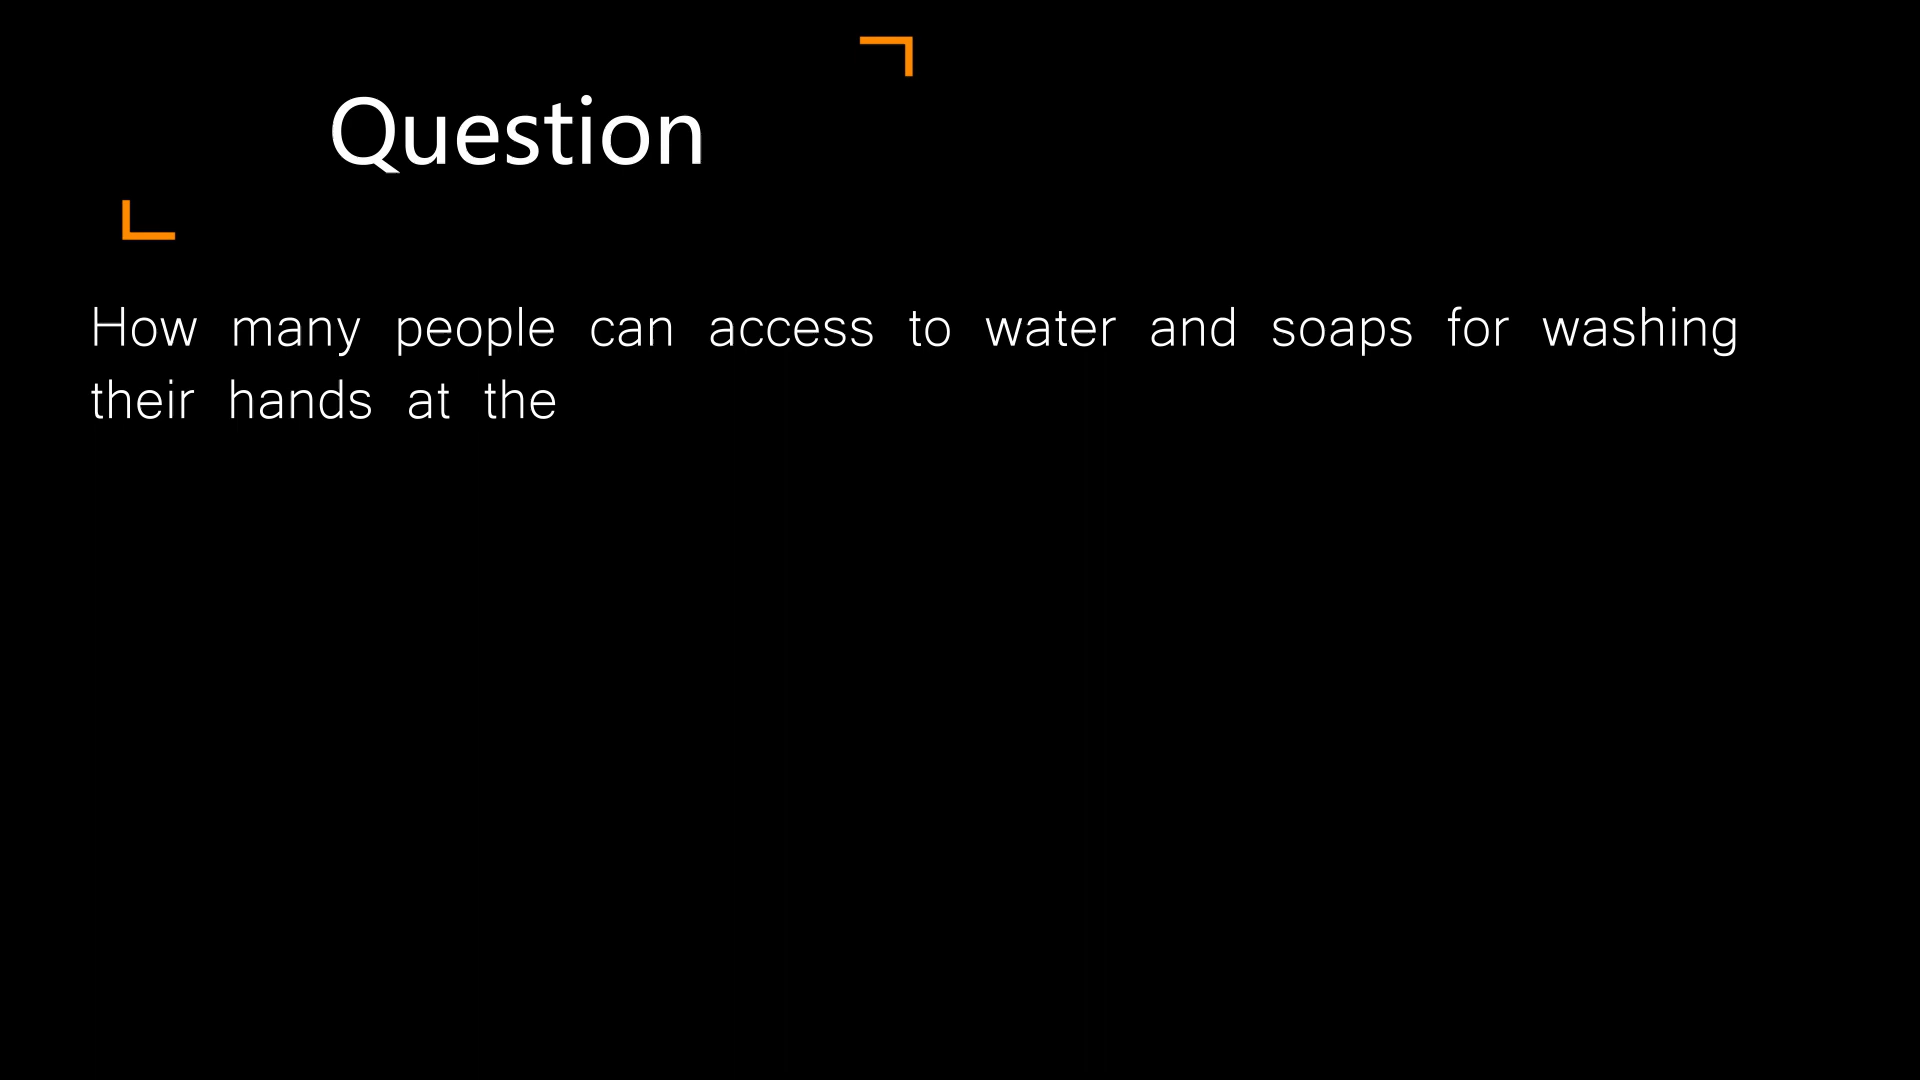 Question
How many people can access to water and soaps for washing
their hands at the